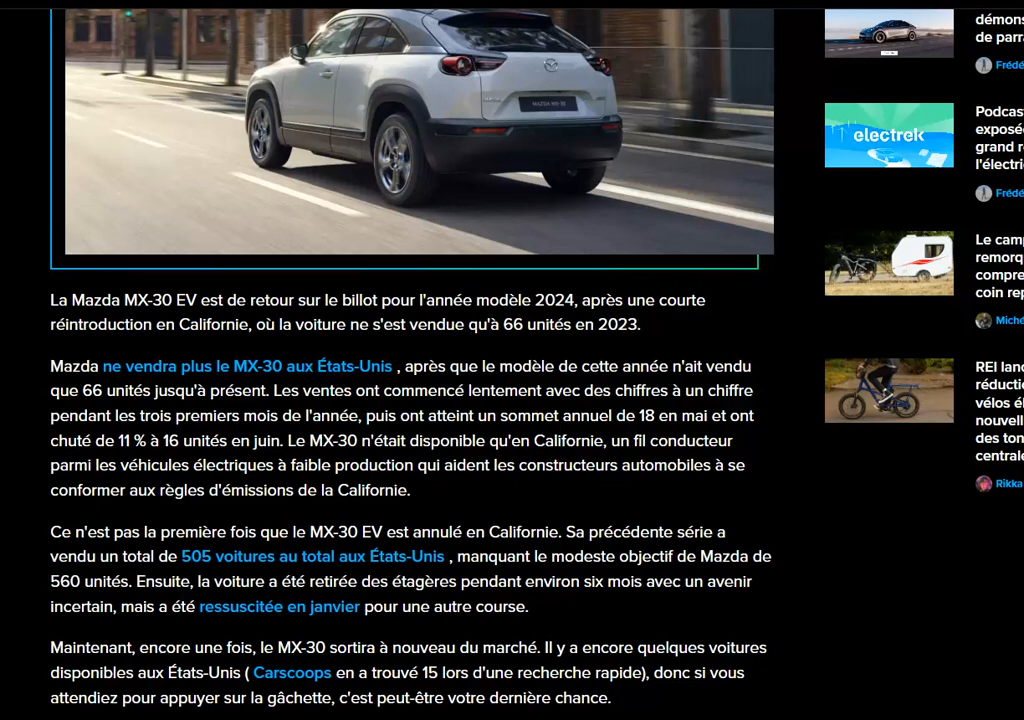 MAZDA MX-30
La Mazda MX-30 EV est de retour sur le billot pour l'année modèle 2024, après une courte
réintroduction en Californie, où la voiture ne s'est vendue qu'à 66 unités en 2023.
Mazda ne vendra plus le MX-30 aux États-Unis , après que le modèle de cette année n'ait vendu
que 66 unités jusqu'à présent. Les ventes ont commencé lentement avec des chiffres à un chiffre
pendant les trois premiers mois de l'année, puis ont atteint un sommet annuel de 18 en mai et ont
chuté de 11 % à 16 unités en juin. Le MX-30 n'était disponible qu'en Californie, un fil conducteur
parmi les véhicules électriques à faible production qui aident les constructeurs automobiles à se
conformer aux règles d'émissions de la Californie.
Ce n'est pas la première fois que le MX-30 EV est annulé en Californie. Sa précédente série a
vendu un total de 505 voitures au total aux États-Unis , manquant le modeste objectif de Mazda de
560 unités. Ensuite, la voiture a été retirée des étagères pendant environ six mois avec un avenir
incertain, mais a été ressuscitée en janvier pour une autre course.
Maintenant, encore une fois, le MX-30 sortira à nouveau du marché. Il y a encore quelques voitures
disponibles aux États-Unis ( Carscoops en a trouvé 15 lors d'une recherche rapide), donc si vous
attendiez pour appuyer sur la gâchette, c'est peut-être votre dernière chance.
démons
de parra
Frédé
electrek
Podcas
exposé
grand r
l'électri
Frédé
Le camp
remorq
compre
coin rep
Miché
REI lanc
réducti
vélos él
nouvell
des ton
centrale
Rikka